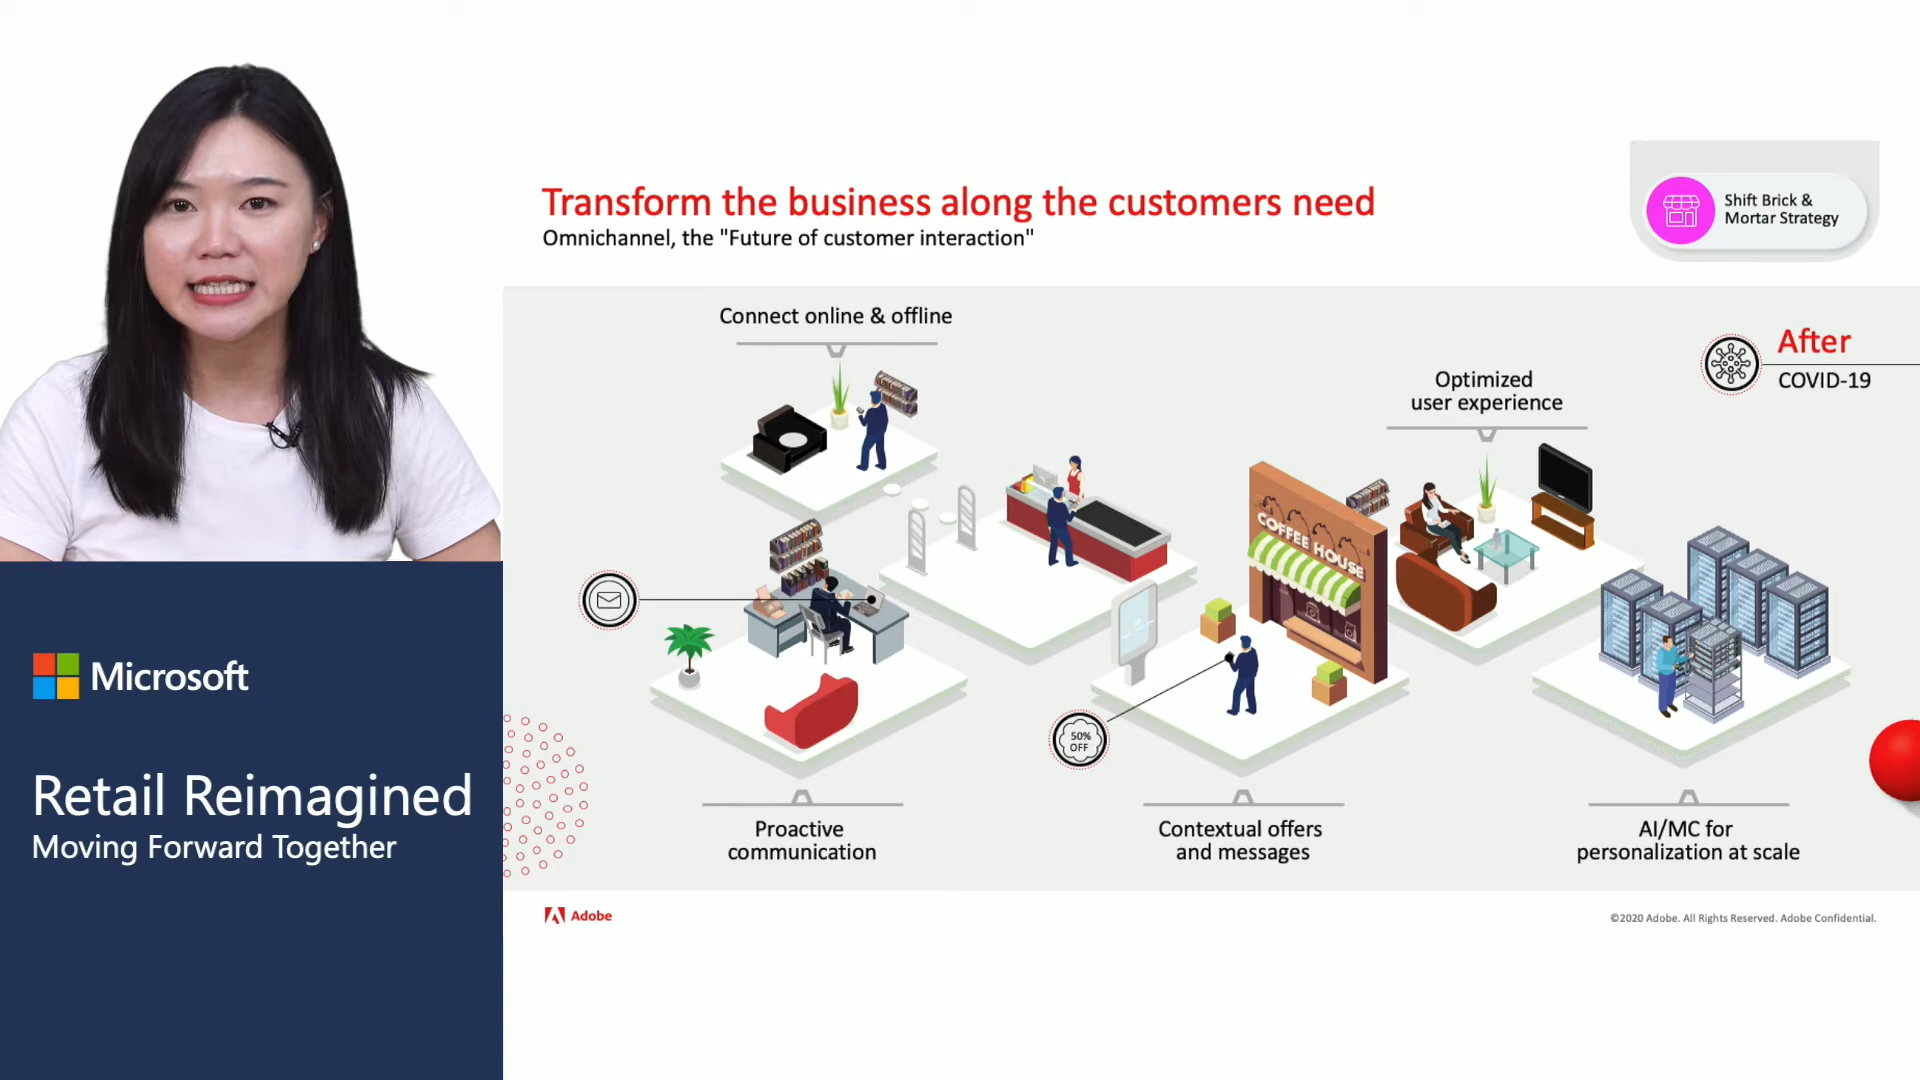 Transform the business along the customers need
Omnichannel, the "Future of customer interaction"
Shift Brick &
Mortar Strategy
Connect online & offline
After
COVID-19
Optimized
user experience
COFFEE HOUSE
50%
OFF
Proactive
communication
Contextual offers
and messages
AI/MC for
personalization at scale
Microsoft
Retail Reimagined
Moving Forward Together
Adobe
©2020 Adobe. All Rights Reserved. Adobe Confidential.